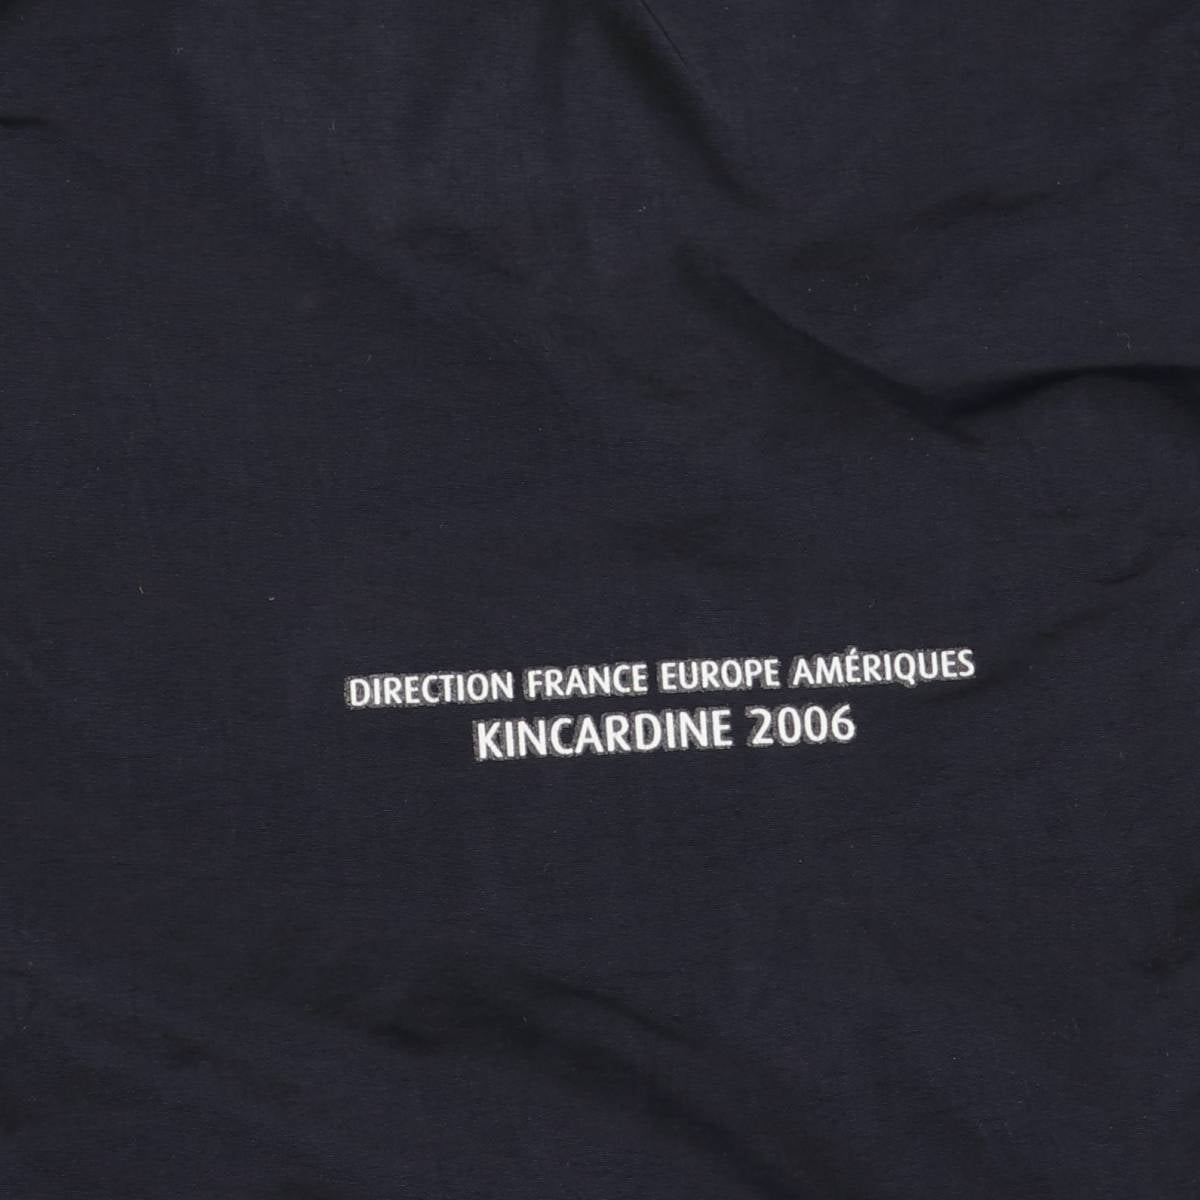 DIRECTION FRANCE EUROPE AMÉRIQUES
KINCARDINE 2006